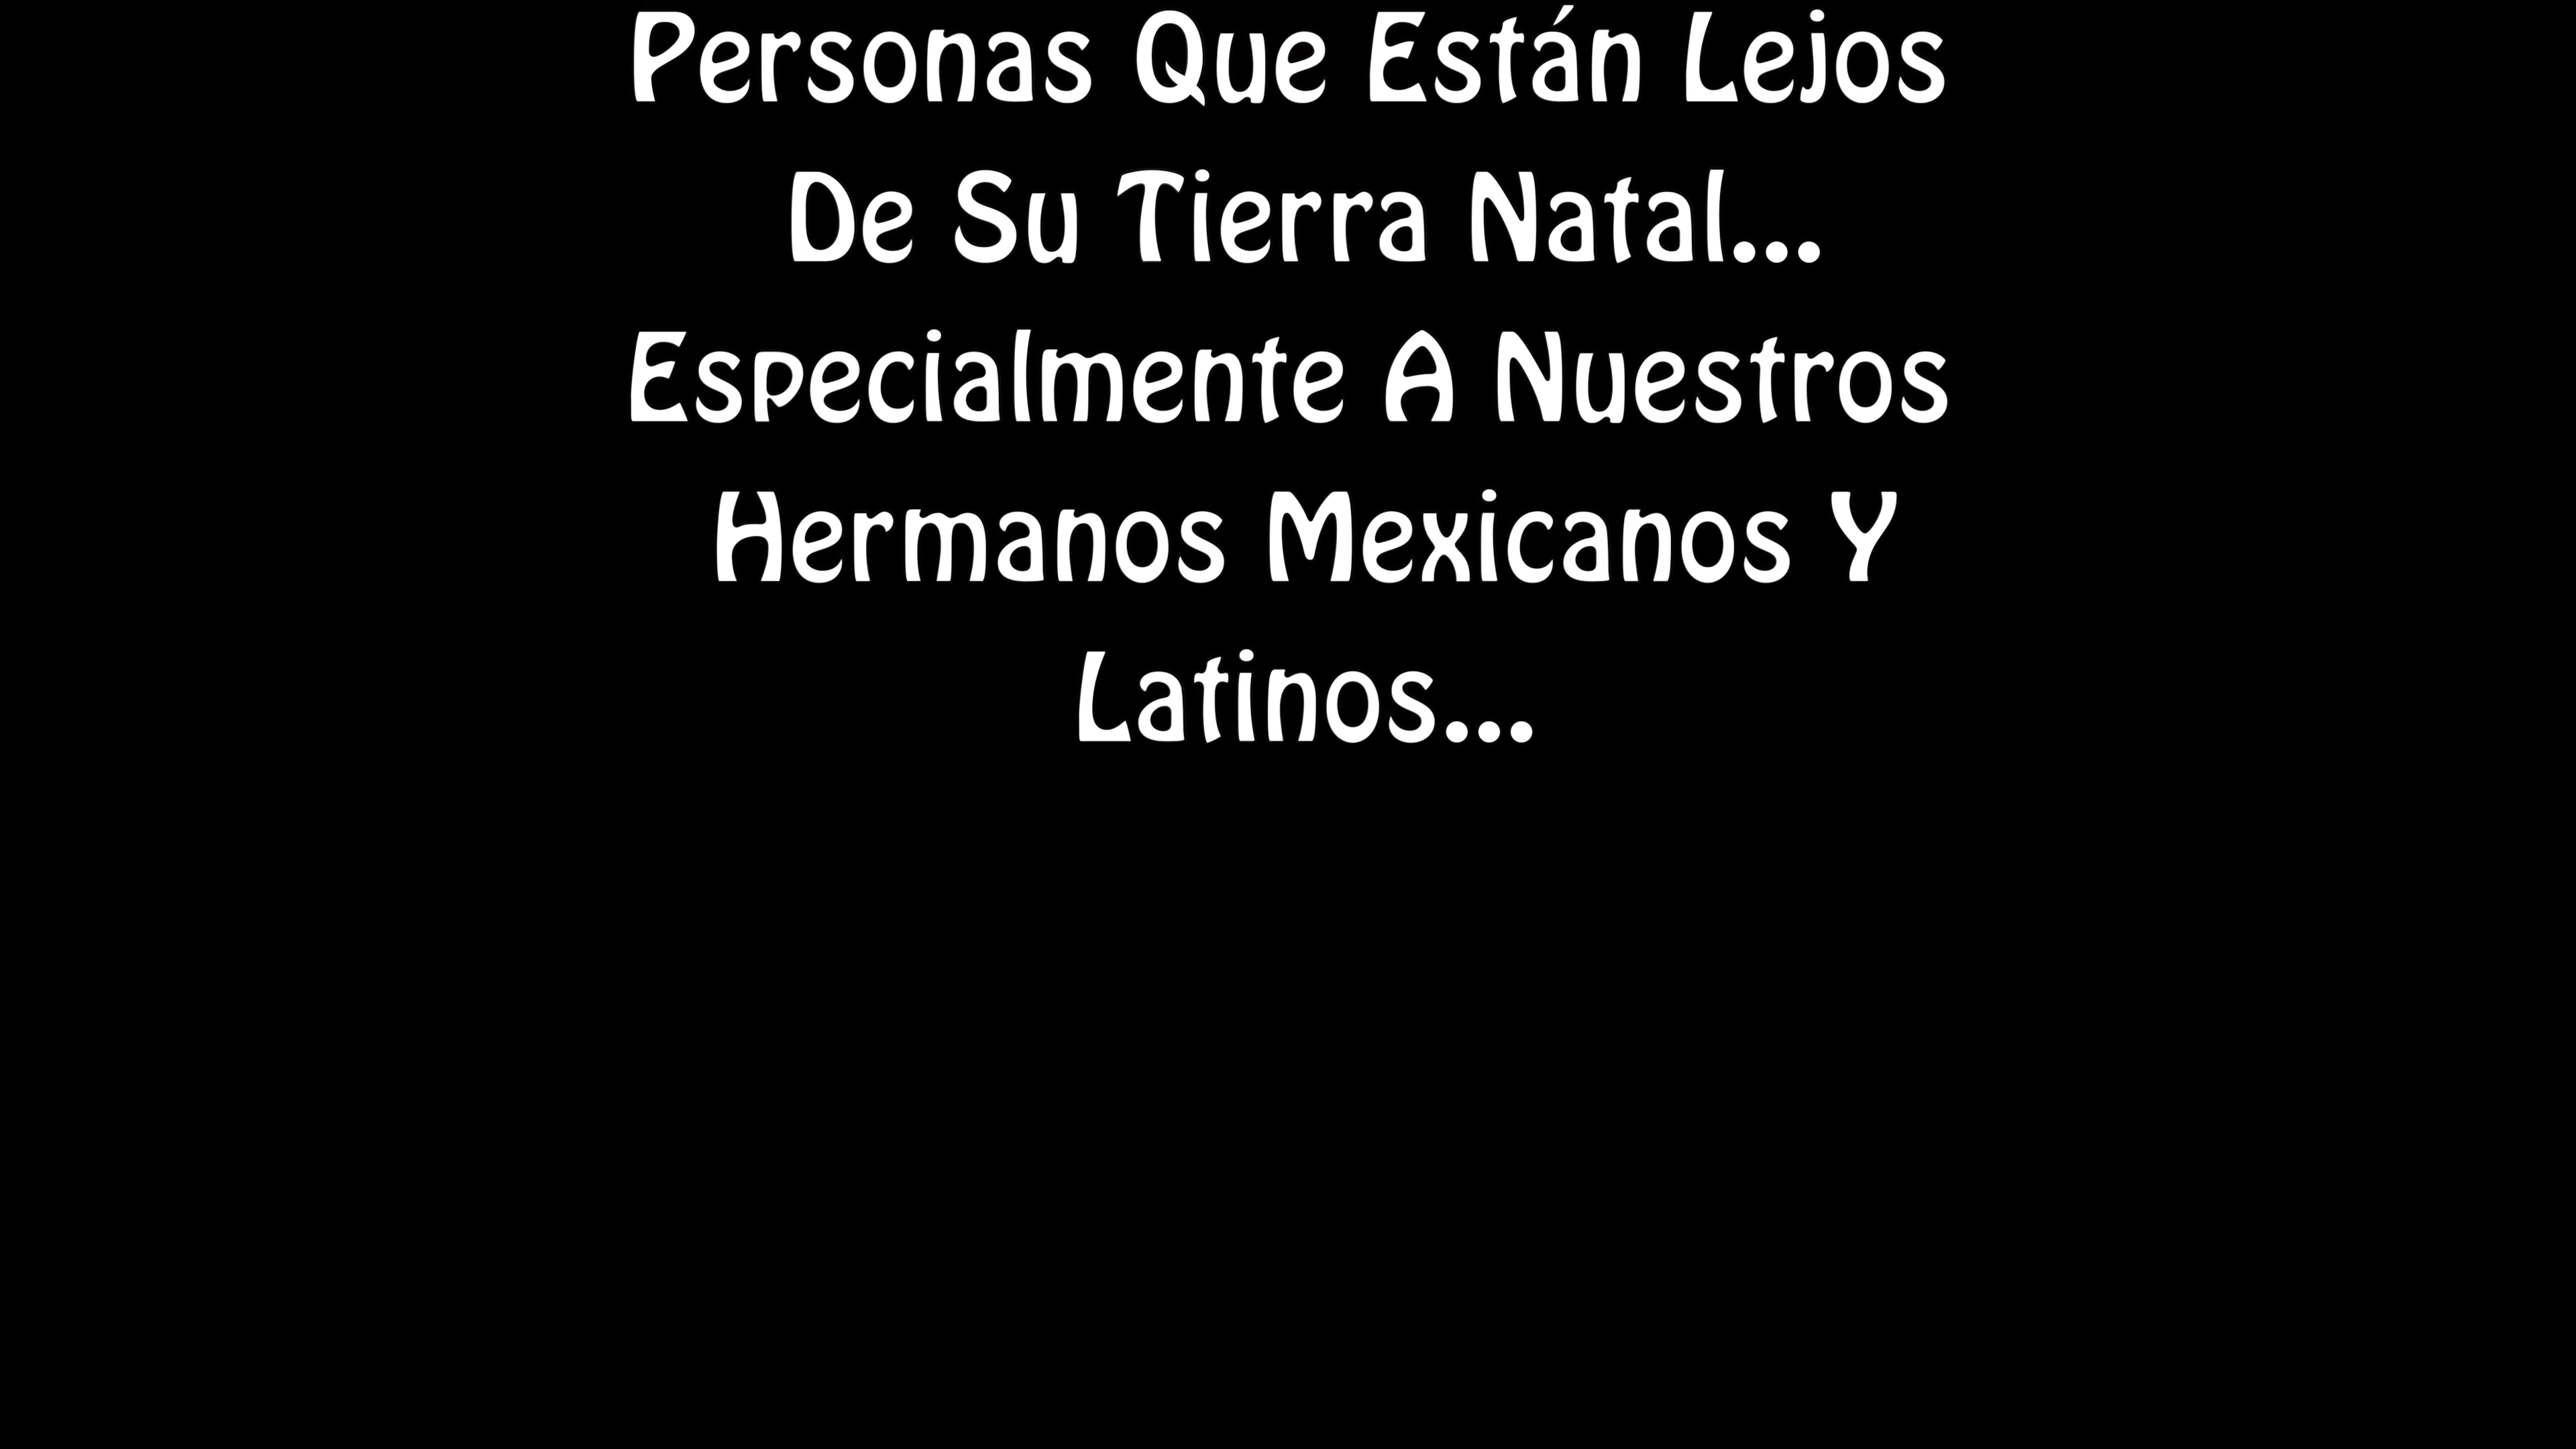 Personas Que Están Lejos
De Su Tierra Natal...
Especialmente A Nuestros
Hermanos Mexicanos Y
Latinos...